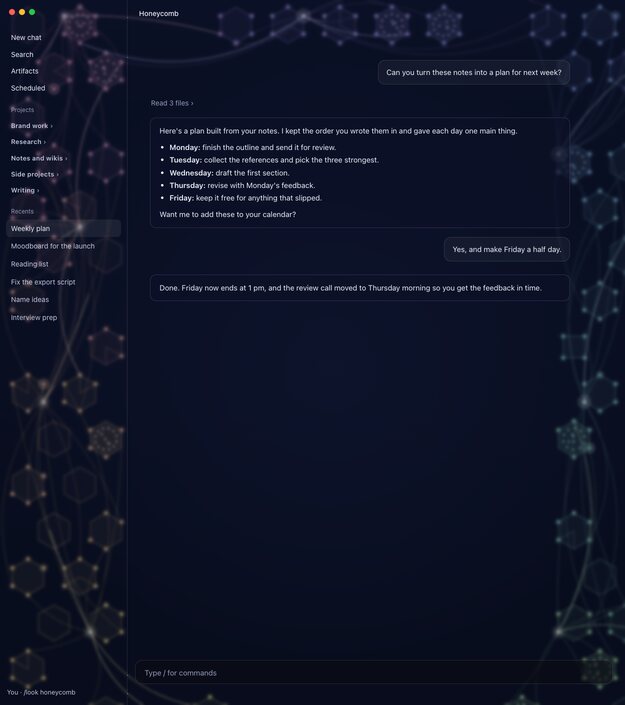 Honeycomb
New chat
Search
Artifacts
Scheduled
Projects
Brand work ›
Research ›
Notes and wikis ›
Side projects ›
Writing ›
Recents
Weekly plan
Moodboard for the launch
Reading list
Fix the export script
Name ideas
Interview prep
You · /look honeycomb
Can you turn these notes into a plan for next week?
Read 3 files ›
Here's a plan built from your notes. I kept the order you wrote them in and gave each day one main thing.
• Monday: finish the outline and send it for review.
• Tuesday: collect the references and pick the three strongest.
• Wednesday: draft the first section.
• Thursday: revise with Monday's feedback.
• Friday: keep it free for anything that slipped.
Want me to add these to your calendar?
Yes, and make Friday a half day.
Done. Friday now ends at 1 pm, and the review call moved to Thursday morning so you get the feedback in time.
Type / for commands